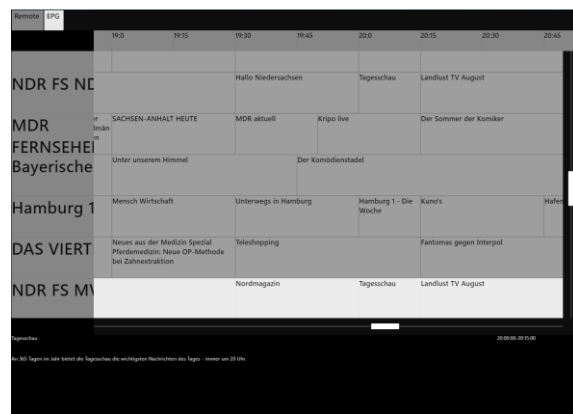 Remote EPG
19:0 19:15 19:30 19:45 20:0 20:15 20:30 20:45
NDR FS ND
Hallo Niedersachsen Tagesschau Landlust TV August
MDR
FERNSEHE
SACHSEN-ANHALT HEUTE MDR aktuell Kripo live Der Sommer der Komiker
Bayerische
Unter unserem Himmel Der Komödienstadel
Hamburg 1
Mensch Wirtschaft Unterwegs in Hamburg Hamburg 1 - Die Kuno's Hafen
Woche
DAS VIERT
Neues aus der Medizin Spezial Teleshopping Fantomas gegen Interpol
Pferdemedizin: Neue OP-Methode
bei Zahnextraktion
NDR FS MV
Nordmagazin Tagesschau Landlust TV August
Tagesschau 20:00:00-20:15:00
An 365 Tagen im Jahr bietet die Tagesschau die wichtigsten Nachrichten des Tages - immer um 20 Uhr.